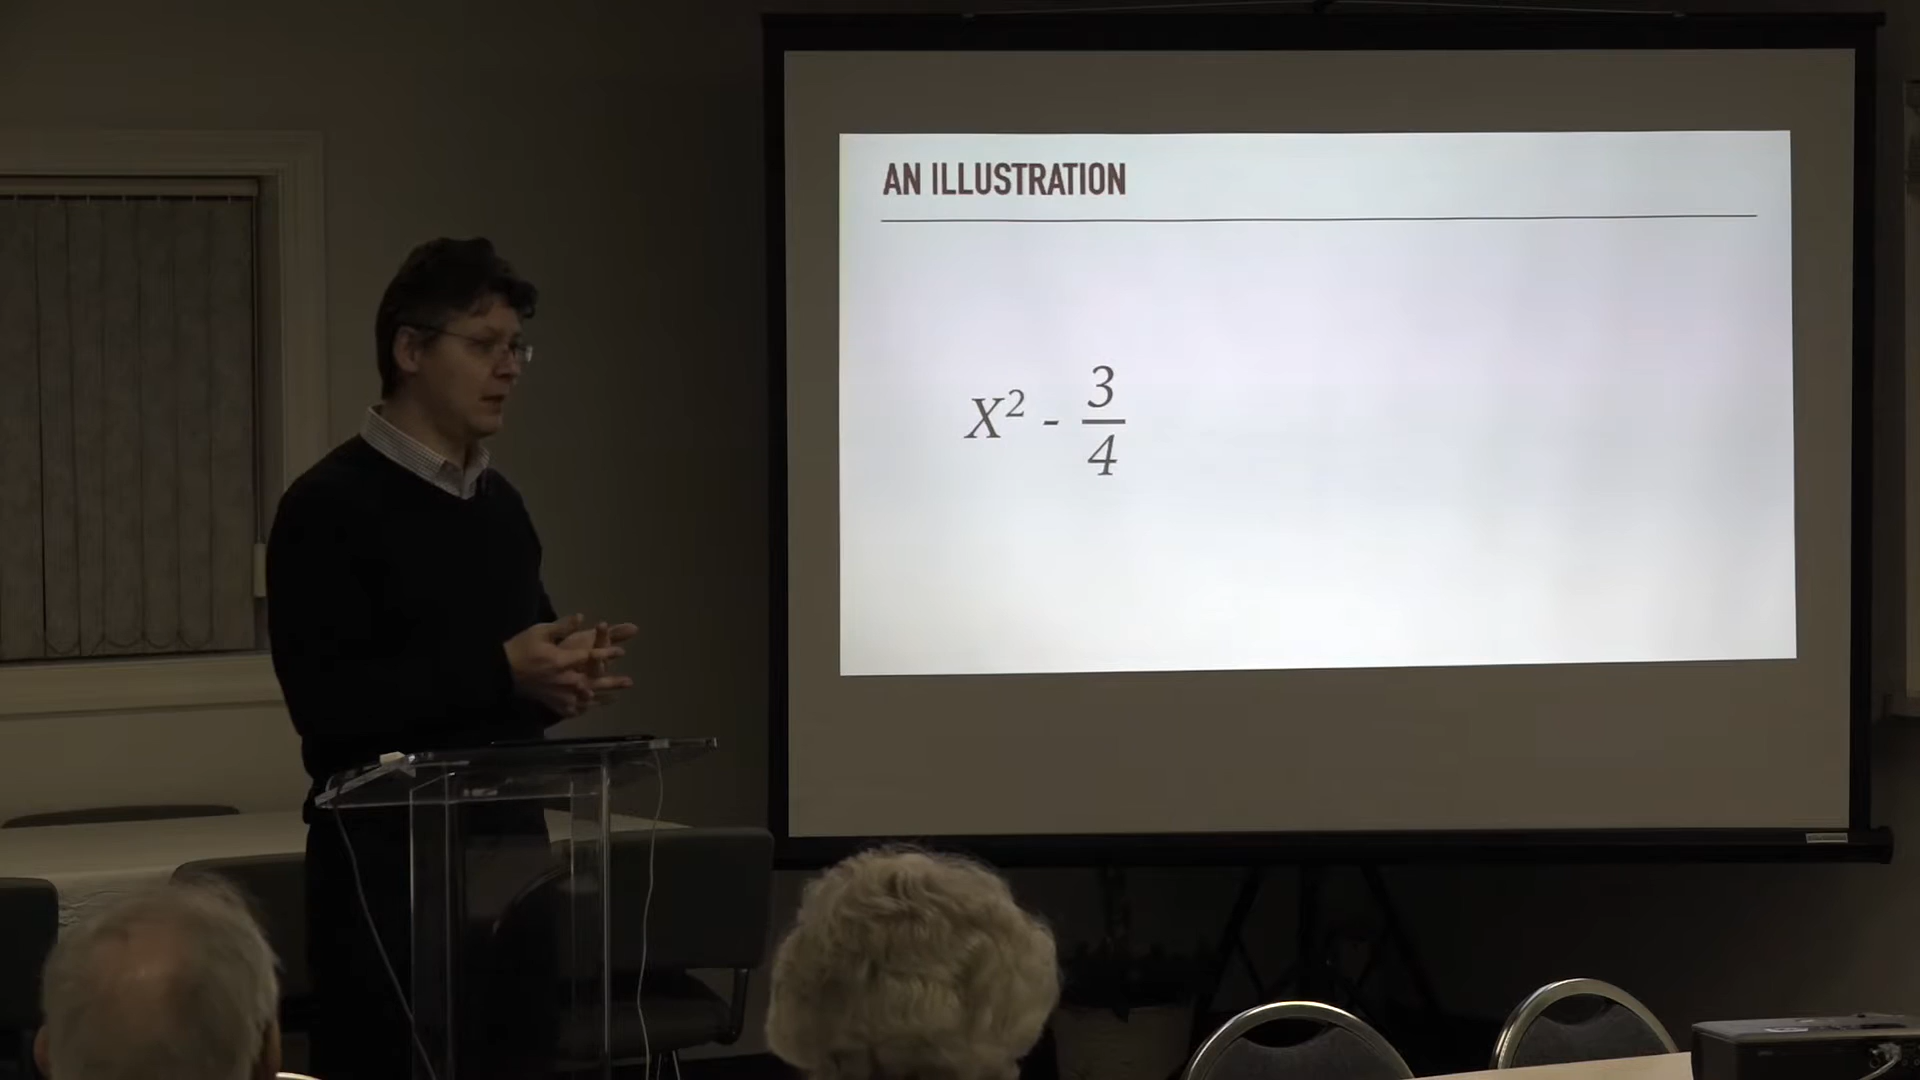 AN ILLUSTRATION
X² - 3/4